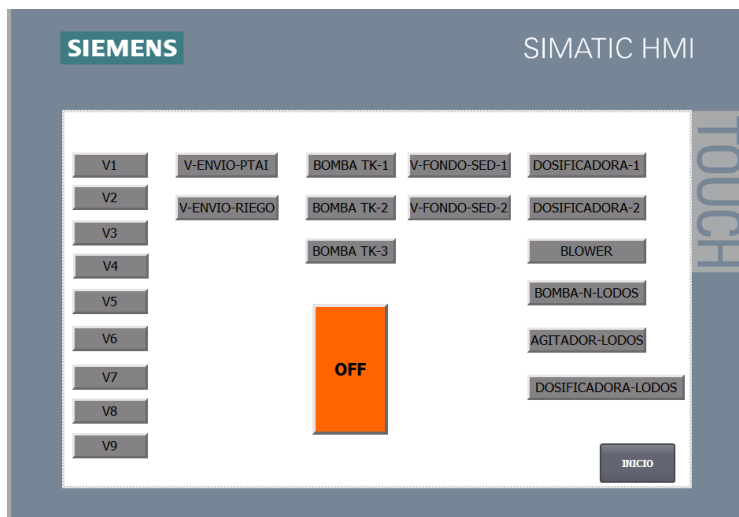 SIEMENS
SIMATIC HMI
TOUCH
V1
V-ENVIO-PTAI
BOMBA TK-1
V-FONDO-SED-1
DOSIFICADORA-1
V2
V-ENVIO-RIEGO
BOMBA TK-2
V-FONDO-SED-2
DOSIFICADORA-2
V3
BOMBA TK-3
BLOWER
V4
V5
BOMBA-N-LODOS
V6
AGITADOR-LODOS
OFF
V7
DOSIFICADORA-LODOS
V8
V9
INICIO